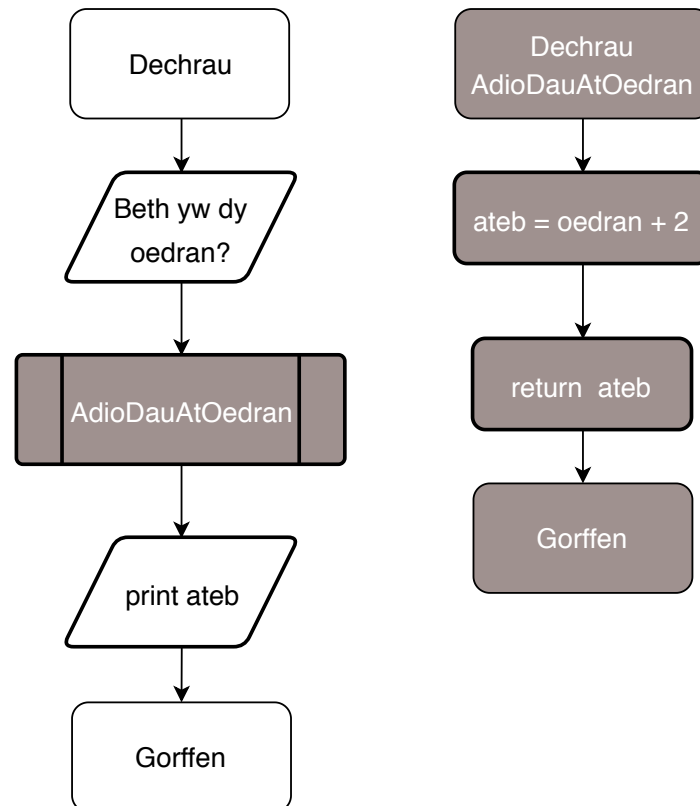 Dechrau
Beth yw dy
oedran?
AdioDauAtOedran
print ateb
Gorffen
Dechrau
AdioDauAtOedran
ateb = oedran + 2
return ateb
Gorffen